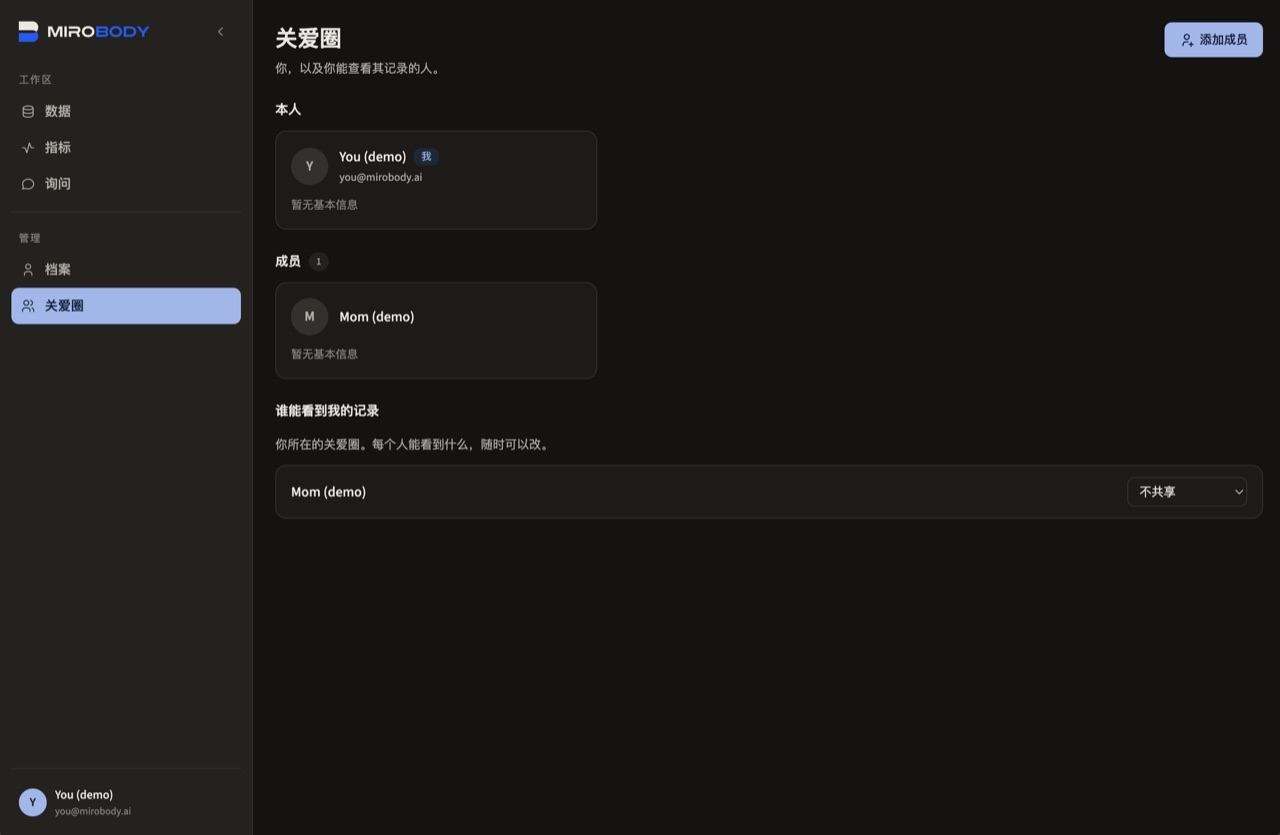 MIROBODY
工作区
数据
指标
询问
管理
档案
关爱圈
Y
You (demo)
you@mirobody.ai
关爱圈
添加成员
你，以及你能查看其记录的人。
本人
Y
You (demo) 我
you@mirobody.ai
暂无基本信息
成员 1
M
Mom (demo)
暂无基本信息
谁能看到我的记录
你所在的关爱圈。每个人能看到什么，随时可以改。
Mom (demo)
不共享